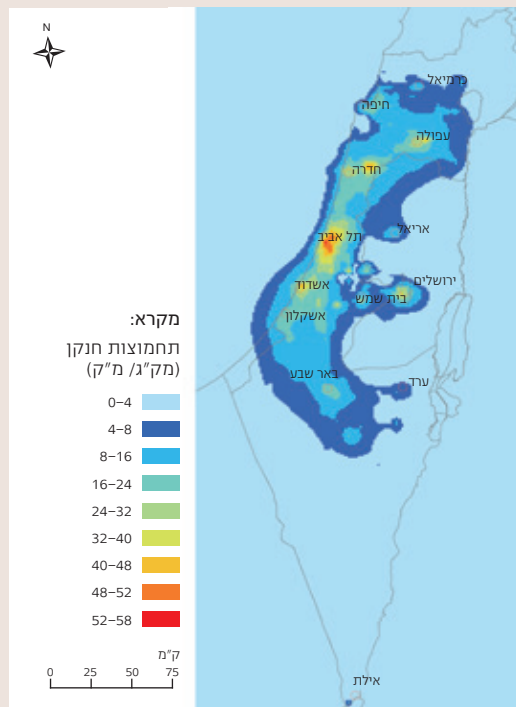 N
כרמיאל
חיפה
עפולה
חדרה
אריאל
תל אביב
ירושלים
אשדוד
בית שמש
אשקלון
באר שבע
ערד
אילת
מקרא:
תחמוצות חנקן
(מק"ג/ מ"ק)
0–4
4–8
8–16
16–24
24–32
32–40
40–48
48–52
52–58
ק"מ
0 25 50 75